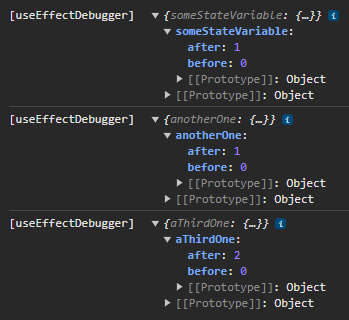 [useEffectDebugger] ▼{someStateVariable: {…}} i
▼someStateVariable:
after: 1
before: 0
▶[[Prototype]]: Object
▶[[Prototype]]: Object
[useEffectDebugger] ▼{anotherOne: {…}} i
▼anotherOne:
after: 1
before: 0
▶[[Prototype]]: Object
▶[[Prototype]]: Object
[useEffectDebugger] ▼{aThirdOne: {…}} i
▼aThirdOne:
after: 2
before: 0
▶[[Prototype]]: Object
▶[[Prototype]]: Object